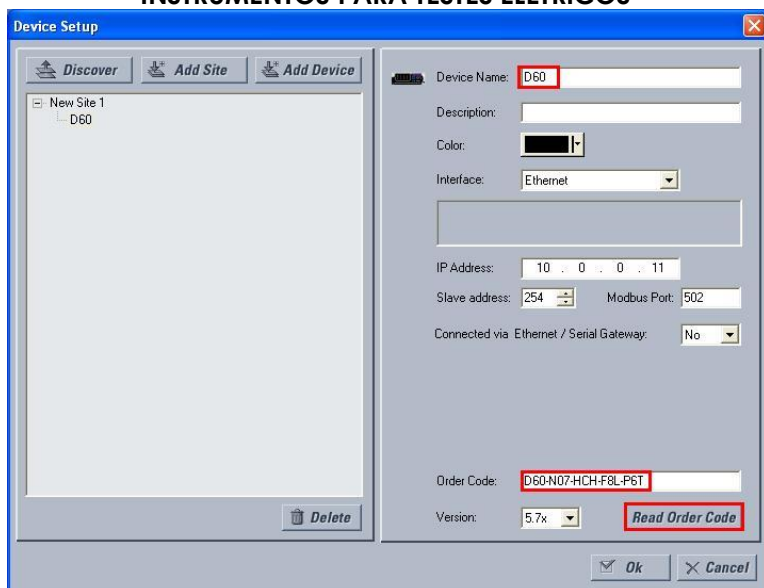 INSTRUMENTOS PARA TESTES ELÉTRICOS
Device Setup
Discover
Add Site
Add Device
New Site 1
D60
Delete
Device Name: D60
Description:
Color:
Interface: Ethernet
IP Address: 10 . 0 . 0 . 11
Slave address: 254 Modbus Port: 502
Connected via Ethernet / Serial Gateway: No
Order Code: D60-N07-HCH-F8L-P6T
Version: 5.7x Read Order Code
Ok Cancel